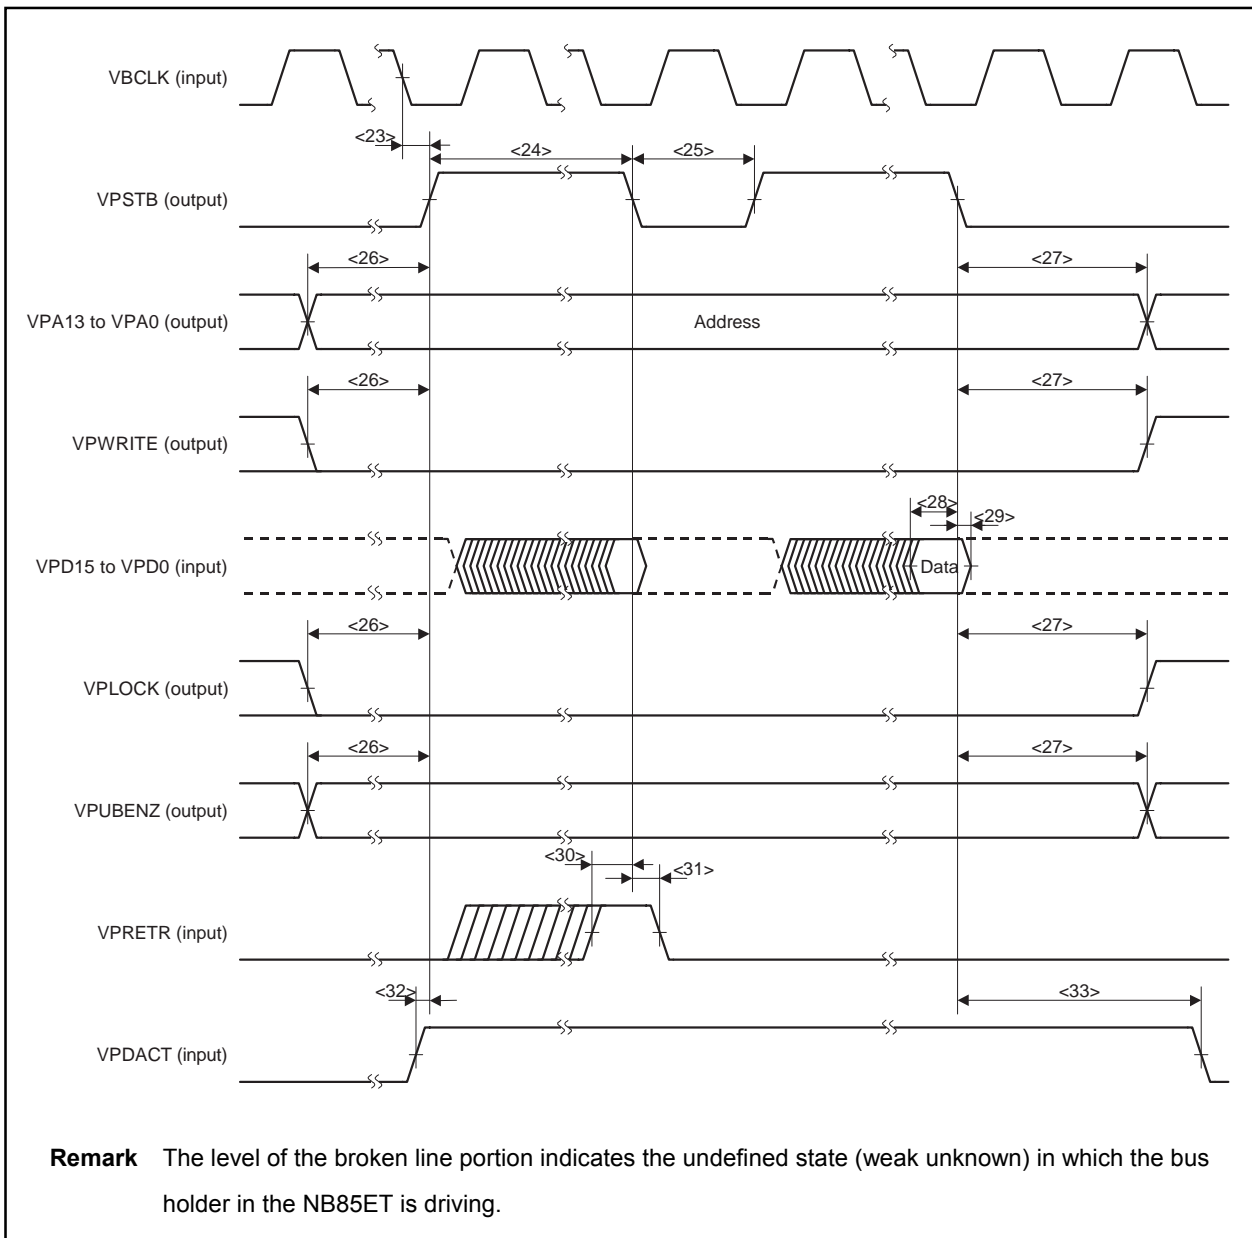 VBCLK (input)
<23>
<24>
<25>
VPSTB (output)
<26>
<27>
VPA13 to VPA0 (output)
Address
<26>
<27>
VPWRITE (output)
<28>
<29>
VPD15 to VPD0 (input)
Data
<26>
<27>
VPLOCK (output)
<26>
<27>
VPUBENZ (output)
<30>
<31>
VPRETR (input)
<32>
<33>
VPDACT (input)
Remark The level of the broken line portion indicates the undefined state (weak unknown) in which the bus
holder in the NB85ET is driving.